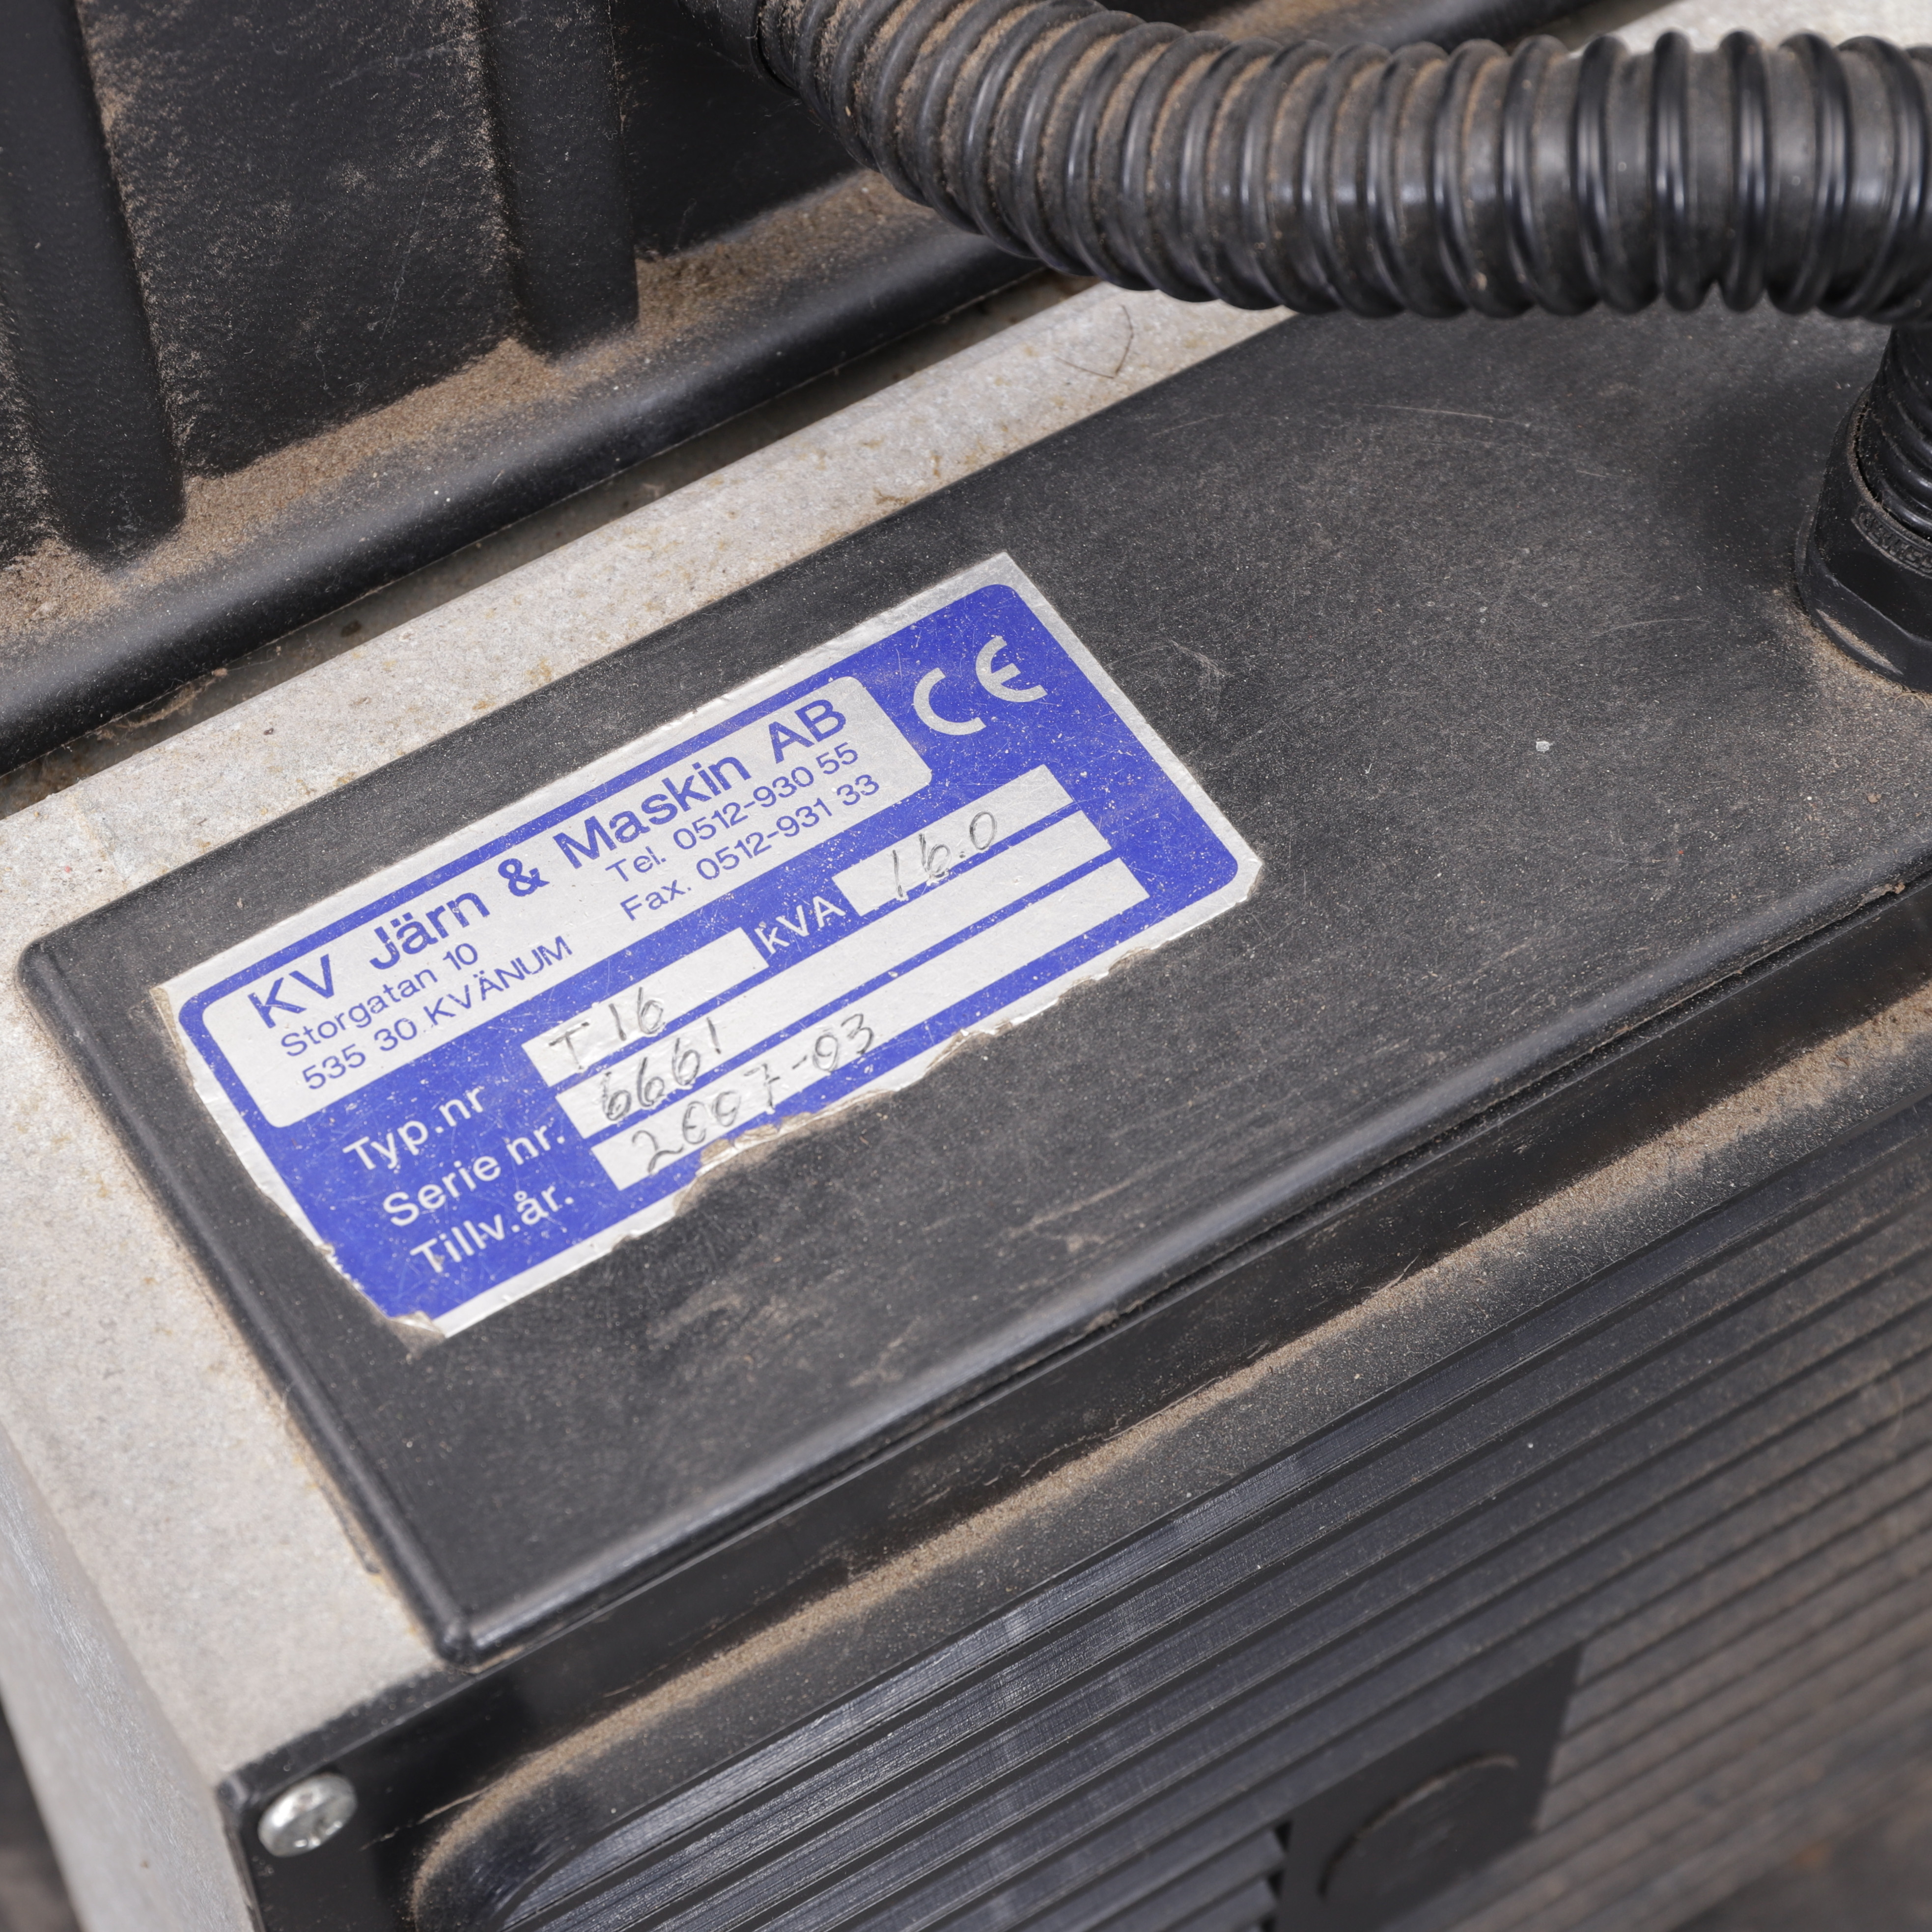 KV Järn & Maskin AB CE
Storgatan 10 Tel. 0512-930 55
535 30 KVÄNUM Fax. 0512-931 33
Typ.nr T16 KVA 16.0
Serie nr. 6661
Tillv.år. 2007-03